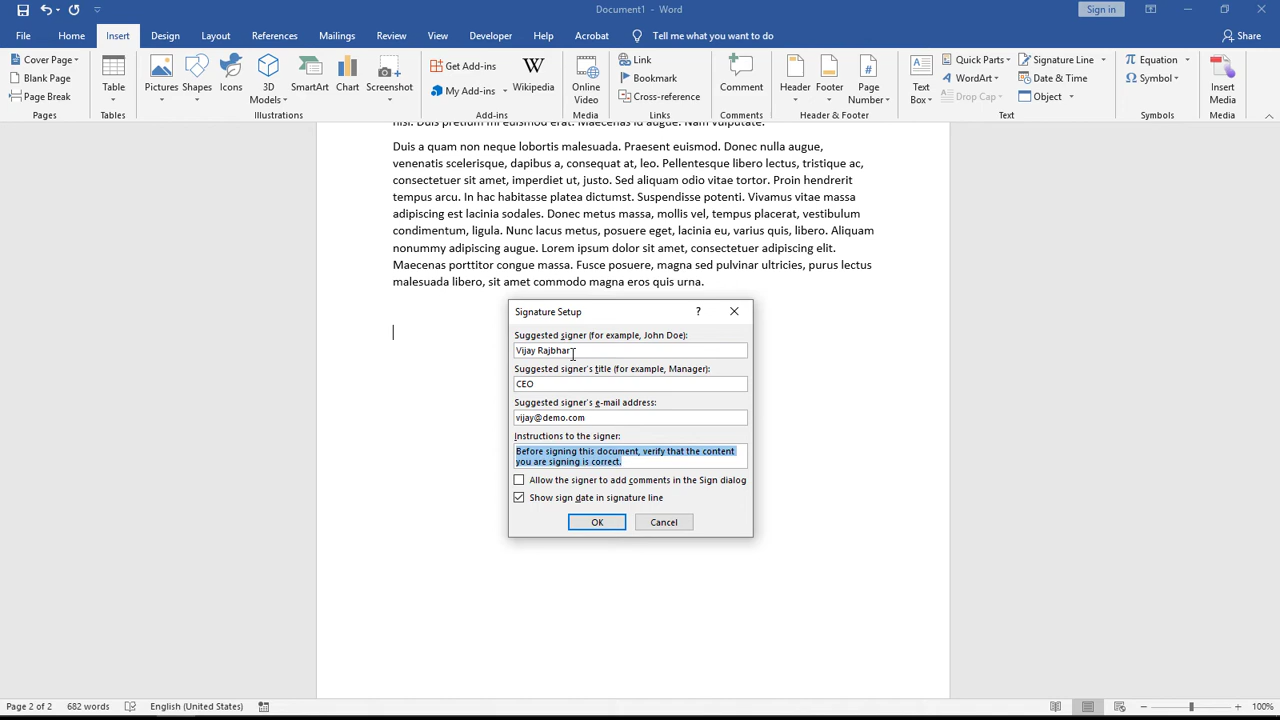 Document1 - Word
Sign in
File Home Insert Design Layout References Mailings Review View Developer Help Acrobat Tell me what you want to do Share
Cover Page
Blank Page
Page Break
Pages
Table
Tables
Pictures
Shapes
Icons
3D
Models
SmartArt
Chart
Screenshot
Illustrations
Get Add-ins
My Add-ins
Wikipedia
Add-ins
Online
Video
Media
Link
Bookmark
Cross-reference
Links
Comment
Comments
Header
Footer
Page
Number
Header & Footer
Text
Box
Quick Parts
WordArt
Drop Cap
Signature Line
Date & Time
Object
Text
Equation
Symbol
Symbols
Insert
Media
Media
nisi. Duis pretium mi euismod erat. Maecenas id augue. Nam vulputate.
Duis a quam non neque lobortis malesuada. Praesent euismod. Donec nulla augue,
venenatis scelerisque, dapibus a, consequat at, leo. Pellentesque libero lectus, tristique ac,
consectetuer sit amet, imperdiet ut, justo. Sed aliquam odio vitae tortor. Proin hendrerit
tempus arcu. In hac habitasse platea dictumst. Suspendisse potenti. Vivamus vitae massa
adipiscing est lacinia sodales. Donec metus massa, mollis vel, tempus placerat, vestibulum
condimentum, ligula. Nunc lacus metus, posuere eget, lacinia eu, varius quis, libero. Aliquam
nonummy adipiscing augue. Lorem ipsum dolor sit amet, consectetuer adipiscing elit.
Maecenas porttitor congue massa. Fusce posuere, magna sed pulvinar ultricies, purus lectus
malesuada libero, sit amet commodo magna eros quis urna.
Signature Setup
Suggested signer (for example, John Doe):
Vijay Rajbhar
Suggested signer's title (for example, Manager):
CEO
Suggested signer's e-mail address:
vijay@demo.com
Instructions to the signer:
Before signing this document, verify that the content
you are signing is correct.
Allow the signer to add comments in the Sign dialog
Show sign date in signature line
OK
Cancel
Page 2 of 2 682 words English (United States) 100%